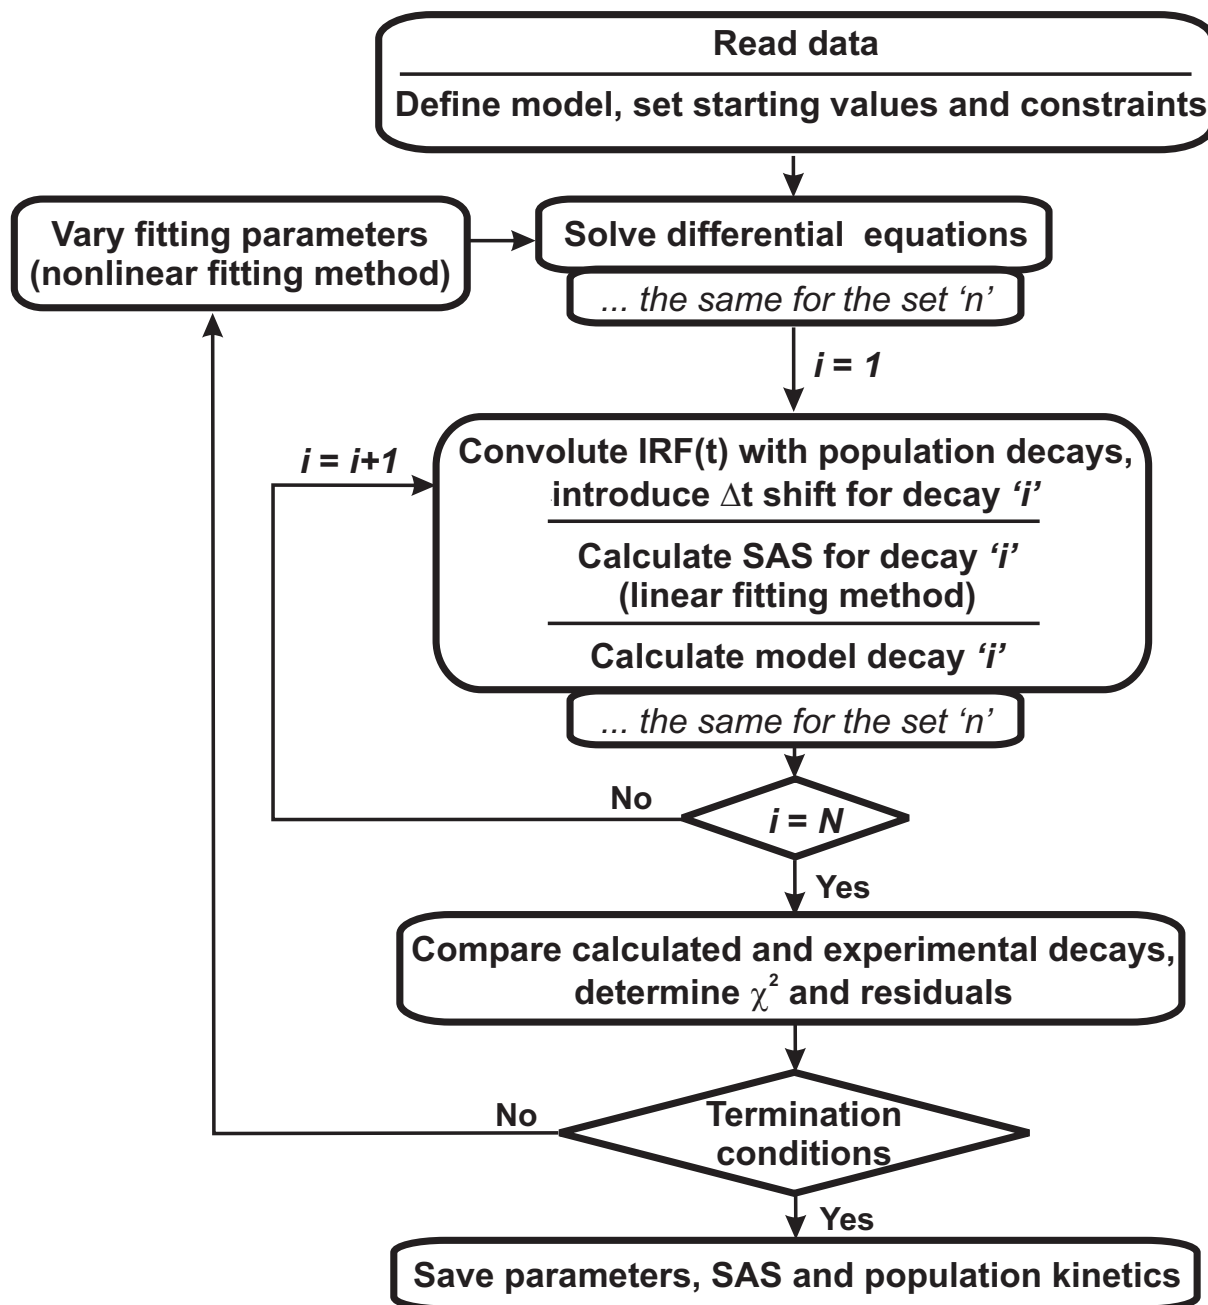 Read data
Define model, set starting values and constraints
Vary fitting parameters
(nonlinear fitting method)
Solve differential equations
... the same for the set ‘n’
i = 1
i = i+1
Convolute IRF(t) with population decays,
introduce Δt shift for decay ‘i’
Calculate SAS for decay ‘i’
(linear fitting method)
Calculate model decay ‘i’
... the same for the set ‘n’
No
i = N
Yes
Compare calculated and experimental decays,
determine χ² and residuals
No
Termination
conditions
Yes
Save parameters, SAS and population kinetics